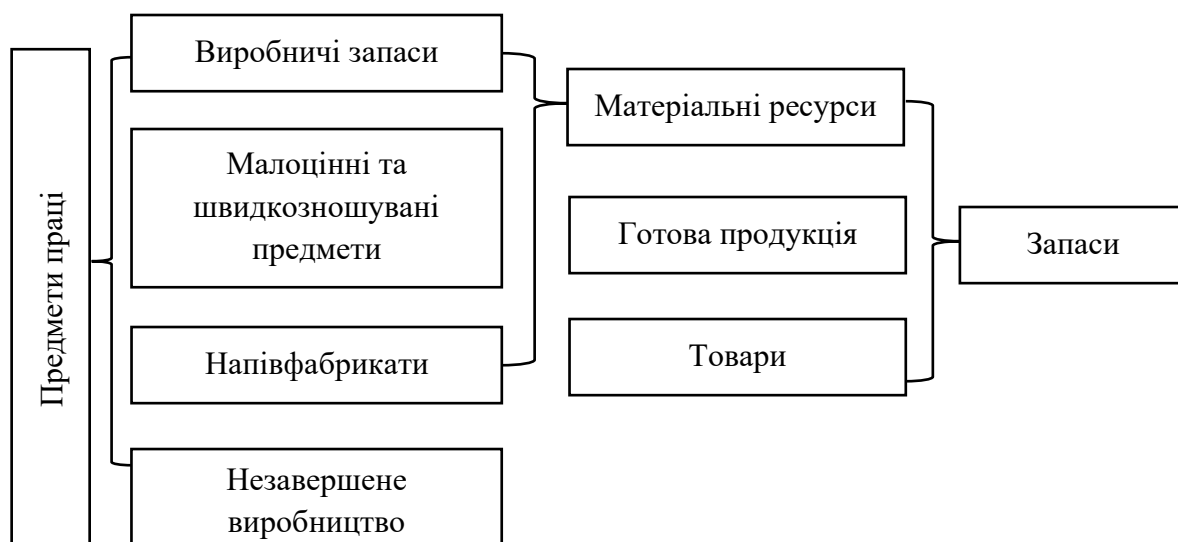 Предмети праці
Виробничі запаси
Малоцінні та
швидкозношувані
предмети
Напівфабрикати
Незавершене
виробництво
Матеріальні ресурси
Готова продукція
Товари
Запаси